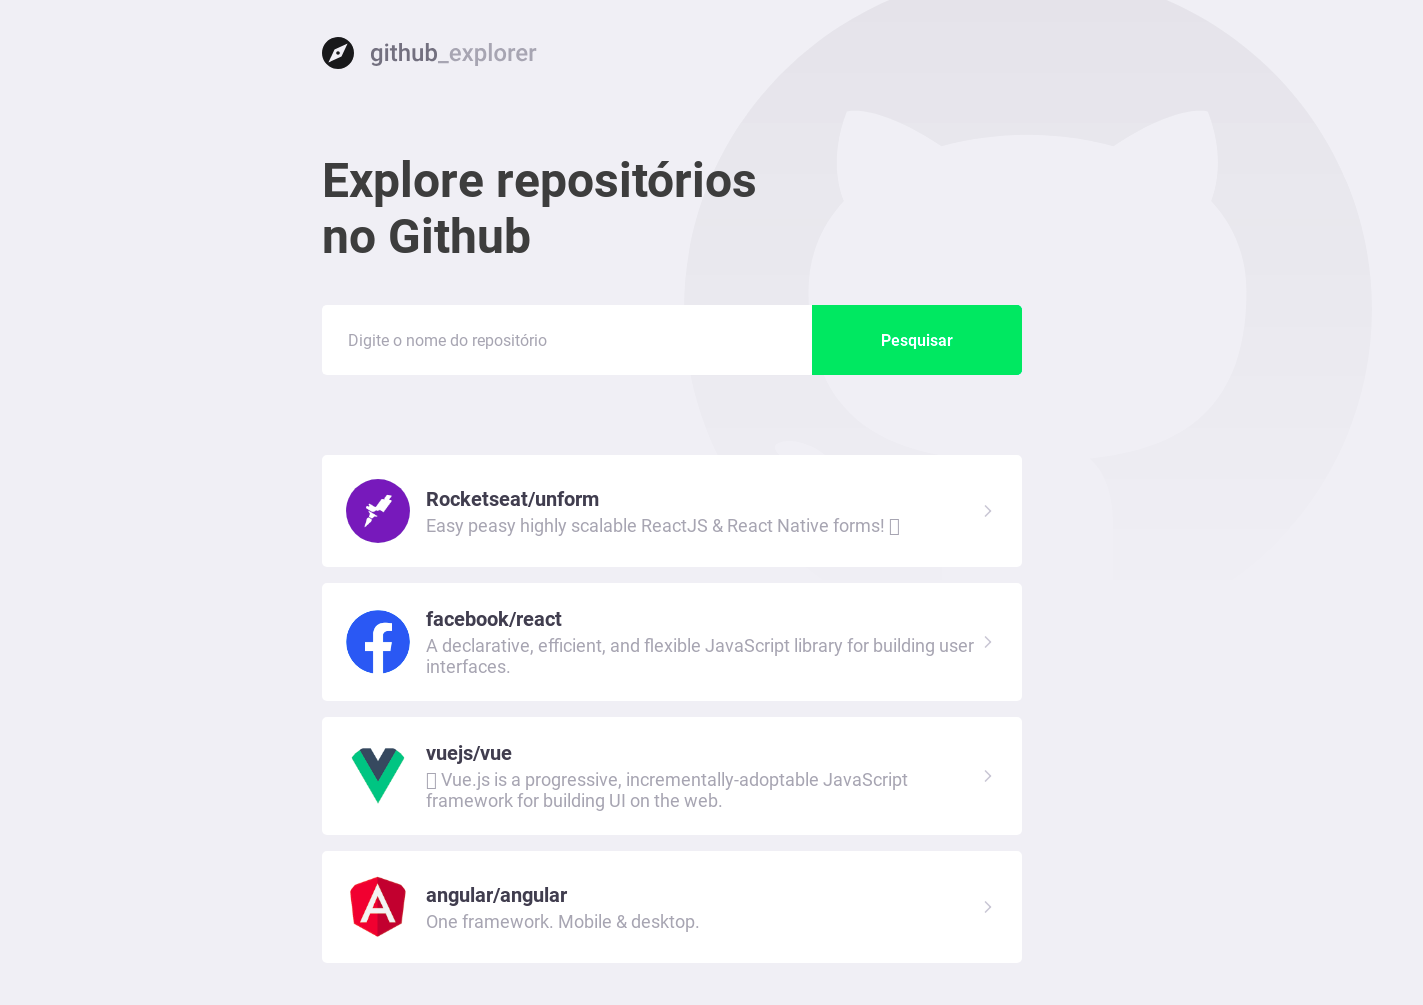 github_explorer
Explore repositórios
no Github
Digite o nome do repositório
Pesquisar
Rocketseat/unform
Easy peasy highly scalable ReactJS & React Native forms!
facebook/react
A declarative, efficient, and flexible JavaScript library for building user
interfaces.
vuejs/vue
Vue.js is a progressive, incrementally-adoptable JavaScript
framework for building UI on the web.
angular/angular
One framework. Mobile & desktop.